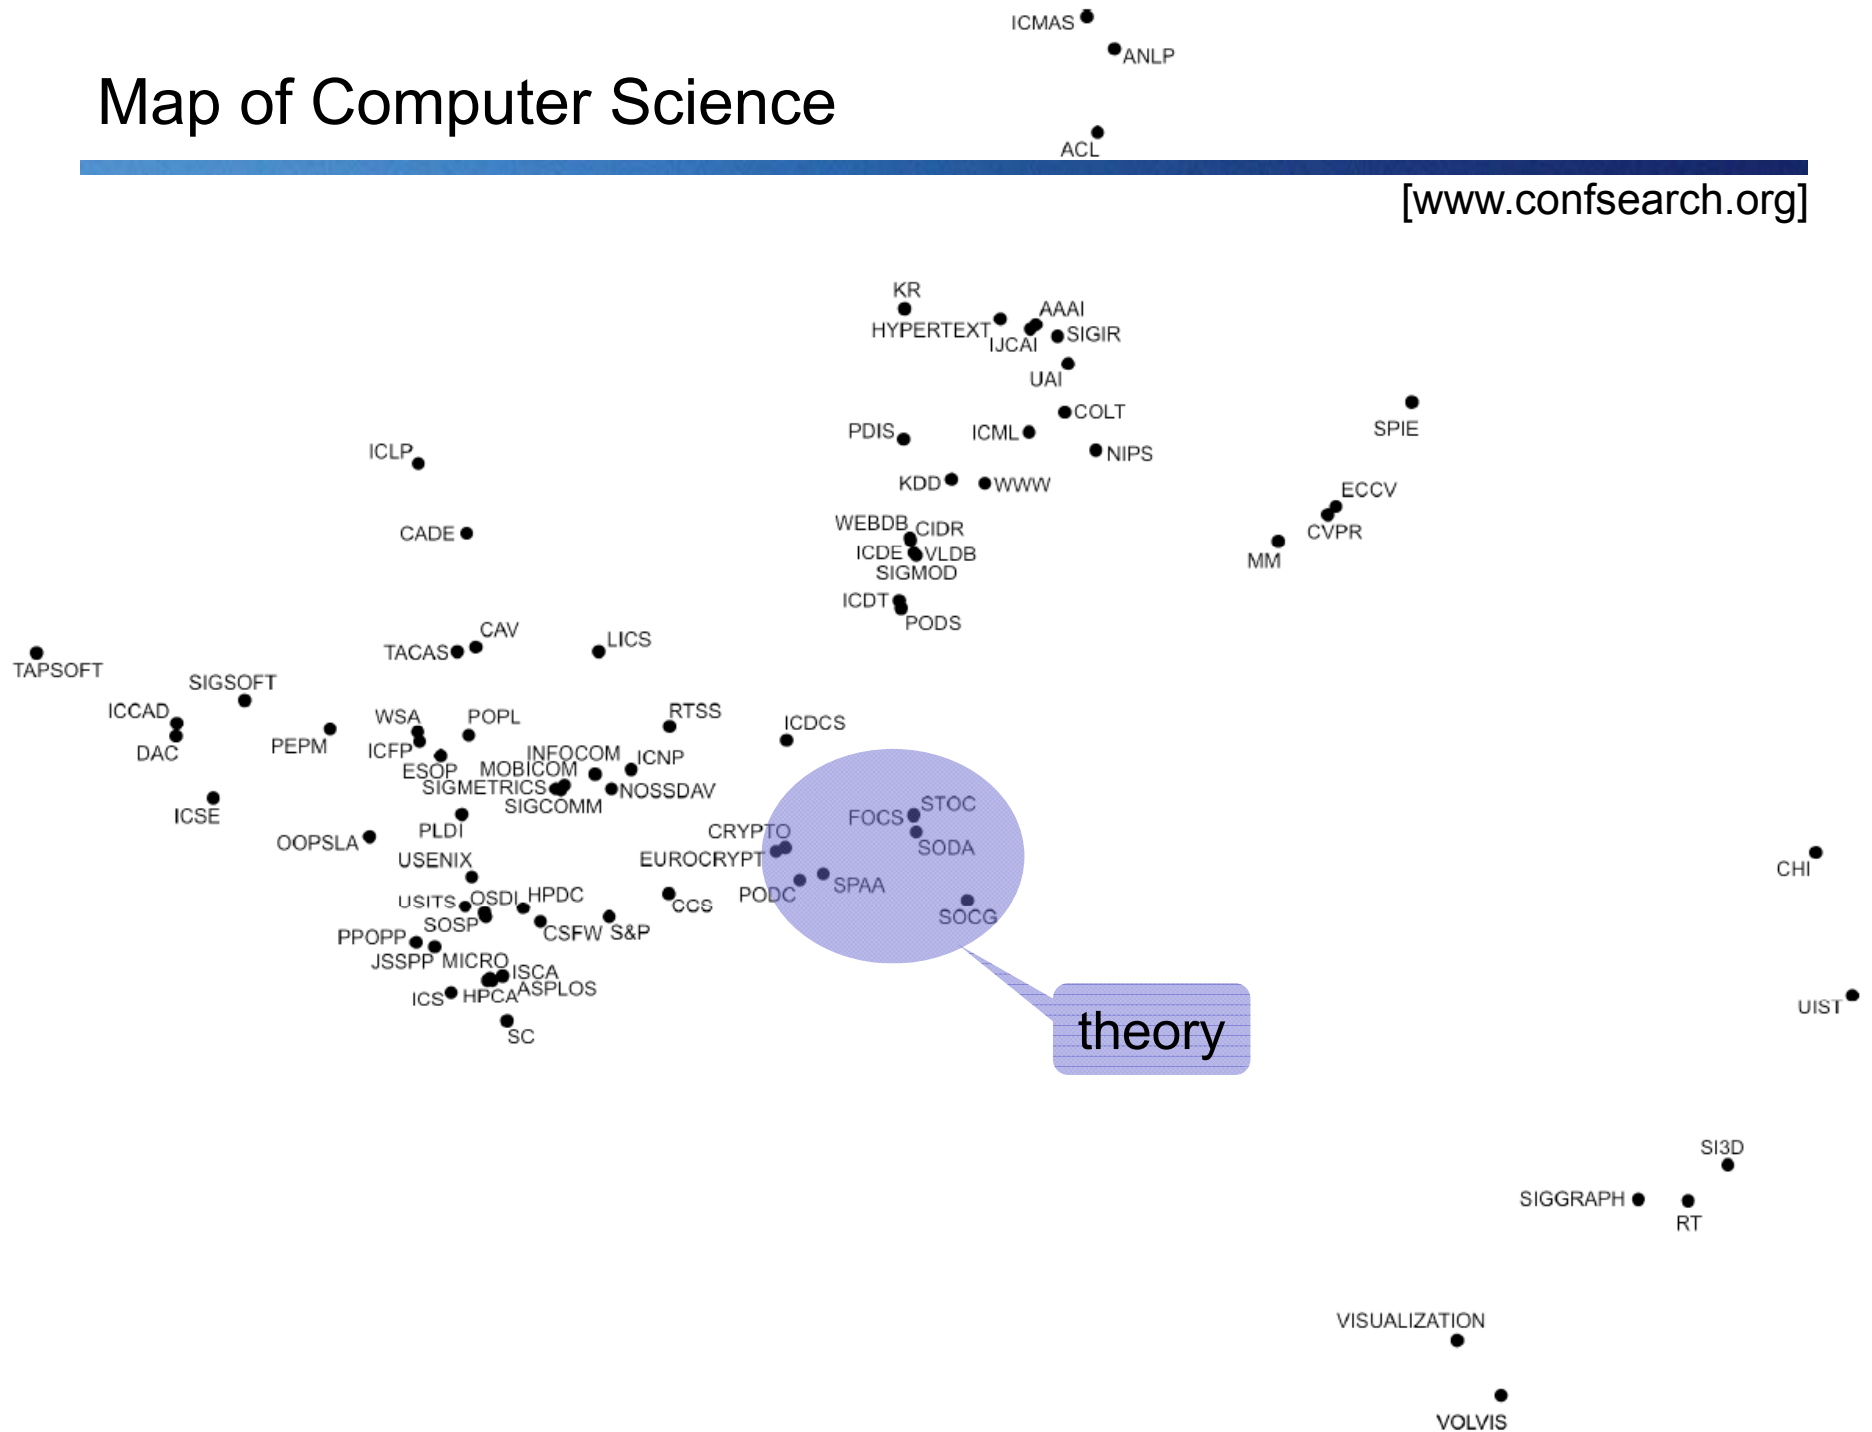 ICMAS
ANLP
Map of Computer Science
ACL
[www.confsearch.org]
KR
AAAI
HYPERTEXT
SIGIR
IJCAI
UAI
COLT
SPIE
PDIS
ICML
ICLP
NIPS
KDD
WWW
ECCV
WEBDB
CIDR
CADE
CVPR
ICDE
VLDB
MM
SIGMOD
ICDT
PODS
CAV
LICS
TACAS
TAPSOFT
SIGSOFT
ICCAD
WSA
POPL
RTSS
ICDCS
DAC
PEPM
ICFP
INFOCOM
ICNP
ESOP
MOBICOM
SIGMETRICS
NOSSDAV
SIGCOMM
STOC
ICSE
FOCS
PLDI
CRYPTO
OOPSLA
SODA
USENIX
EUROCRYPT
CHI
SPAA
OSDI
HPDC
PODC
USITS
CCS
SOCG
SOSP
CSFW
S&P
PPOPP
JSSPP
MICRO
ISCA
ASPLOS
ICS
HPCA
UIST
SC
theory
SI3D
SIGGRAPH
RT
VISUALIZATION
VOLVIS